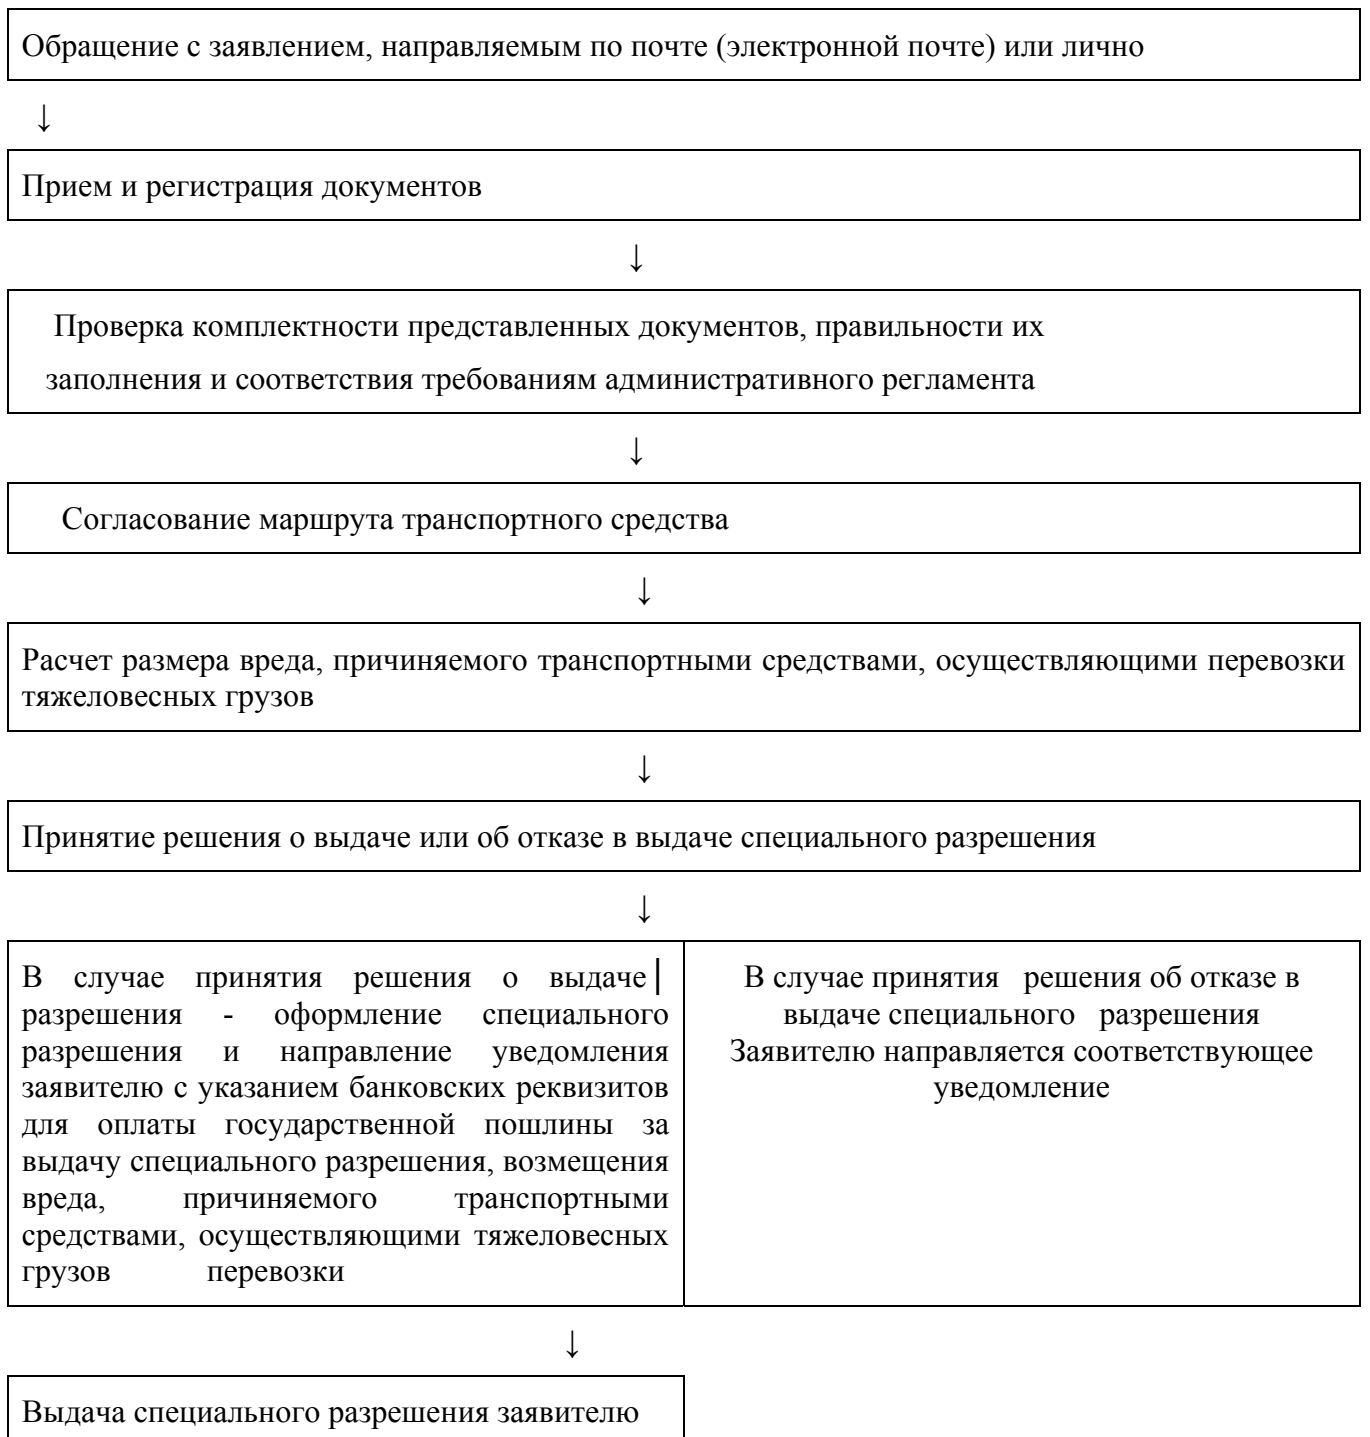 Обращение с заявлением, направляемым по почте (электронной почте) или лично
↓
Прием и регистрация документов
↓
Проверка комплектности представленных документов, правильности их
заполнения и соответствия требованиям административного регламента
↓
Согласование маршрута транспортного средства
↓
Расчет размера вреда, причиняемого транспортными средствами, осуществляющими перевозки
тяжеловесных грузов
↓
Принятие решения о выдаче или об отказе в выдаче специального разрешения
↓
В случае принятия решения о выдаче│
разрешения - оформление специального
разрешения и направление уведомления
заявителю с указанием банковских реквизитов
для оплаты государственной пошлины за
выдачу специального разрешения, возмещения
вреда, причиняемого транспортными
средствами, осуществляющими тяжеловесных
грузов перевозки
В случае принятия решения об отказе в
выдаче специального разрешения
Заявителю направляется соответствующее
уведомление
↓
Выдача специального разрешения заявителю